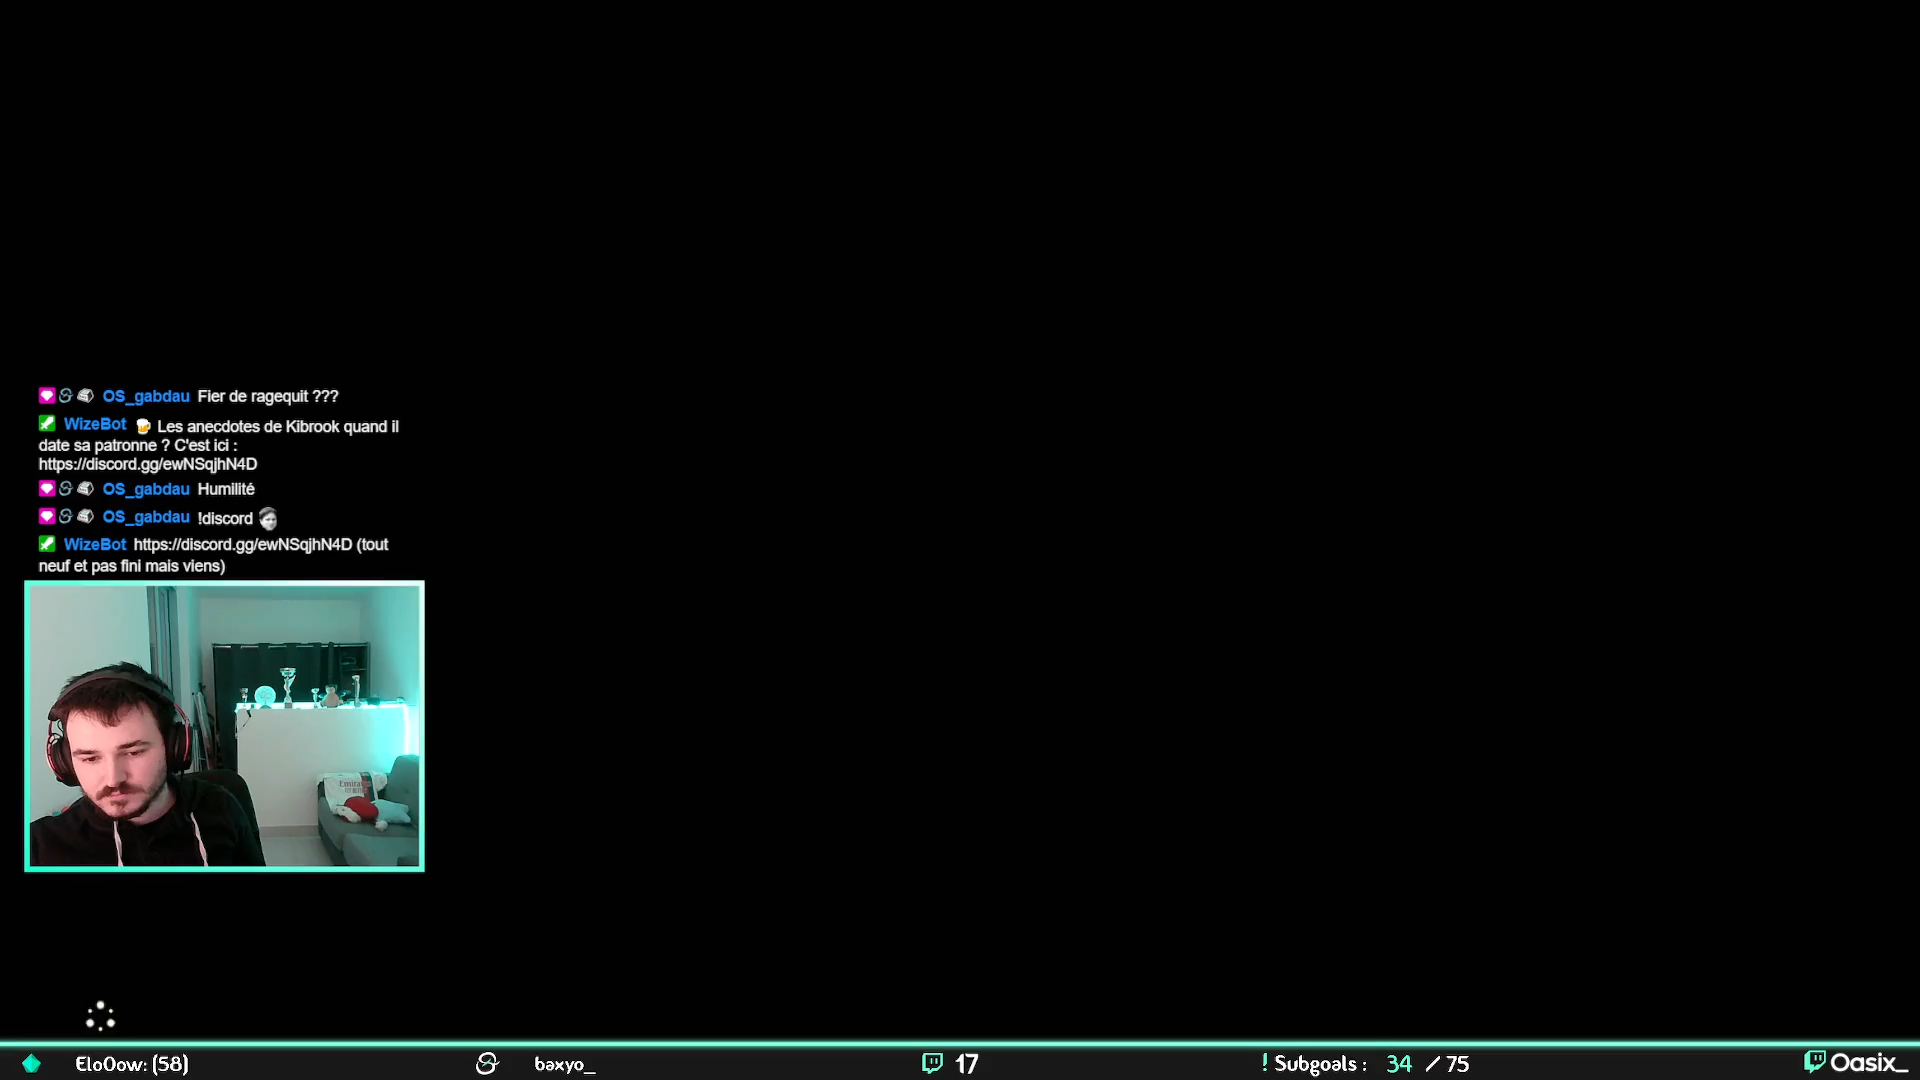 OS_gabdau Fier de ragequit ???
WizeBot Les anecdotes de Kibrook quand il
date sa patronne ? C'est ici :
https://discord.gg/ewNSqjhN4D
OS_gabdau Humilité
OS_gabdau !discord
WizeBot https://discord.gg/ewNSqjhN4D (tout
neuf et pas fini mais viens)
Emirates
EloOow: (58)
baxyo_
17
! Subgoals : 34 / 75
Oasix_